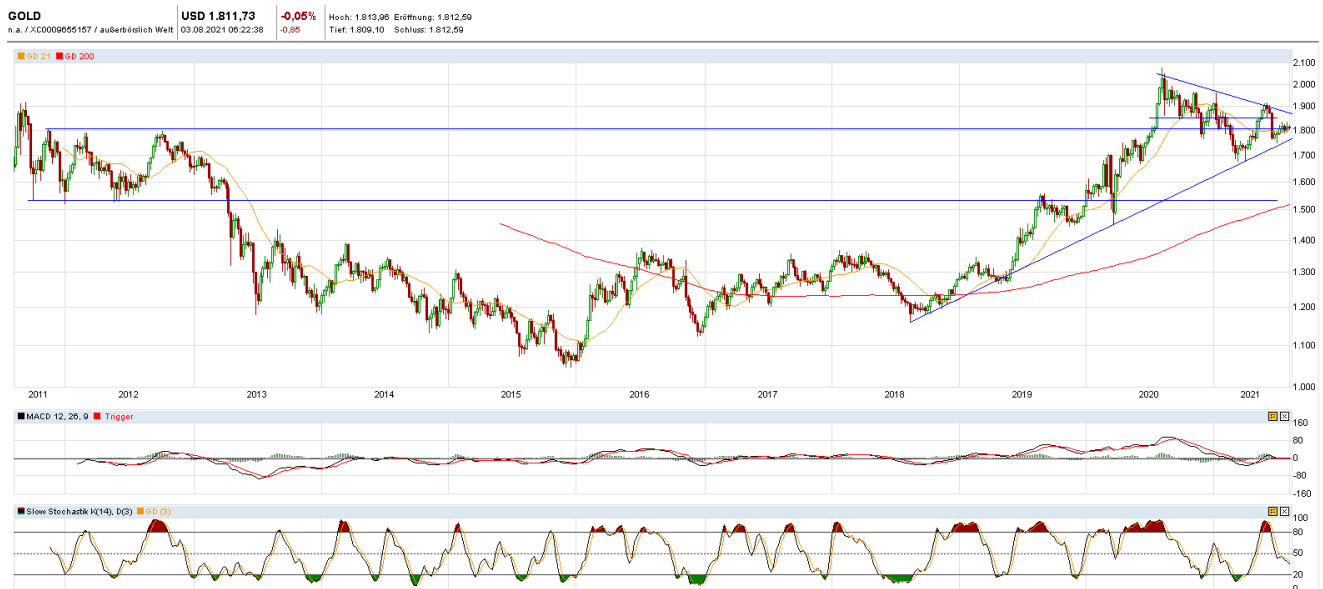 GOLD
USD 1.811,73
-0,05%
Hoch: 1.813,96 Eröffnung: 1.812,59
n.a. / XC0009655157 / außerbörslich Welt
03.08.2021 06:22:38
-0,85
Tief: 1.809,10 Schluss: 1.812,59
GD 21 GD 200
2.100
2.000
1.900
1.800
1.700
1.600
1.500
1.400
1.300
1.200
1.100
1.000
2011 2012 2013 2014 2015 2016 2017 2018 2019 2020 2021
MACD 12, 26, 9 Trigger
160
80
0
-80
-160
Slow Stochastik K(14), D(3) GD (3)
100
80
50
20
0